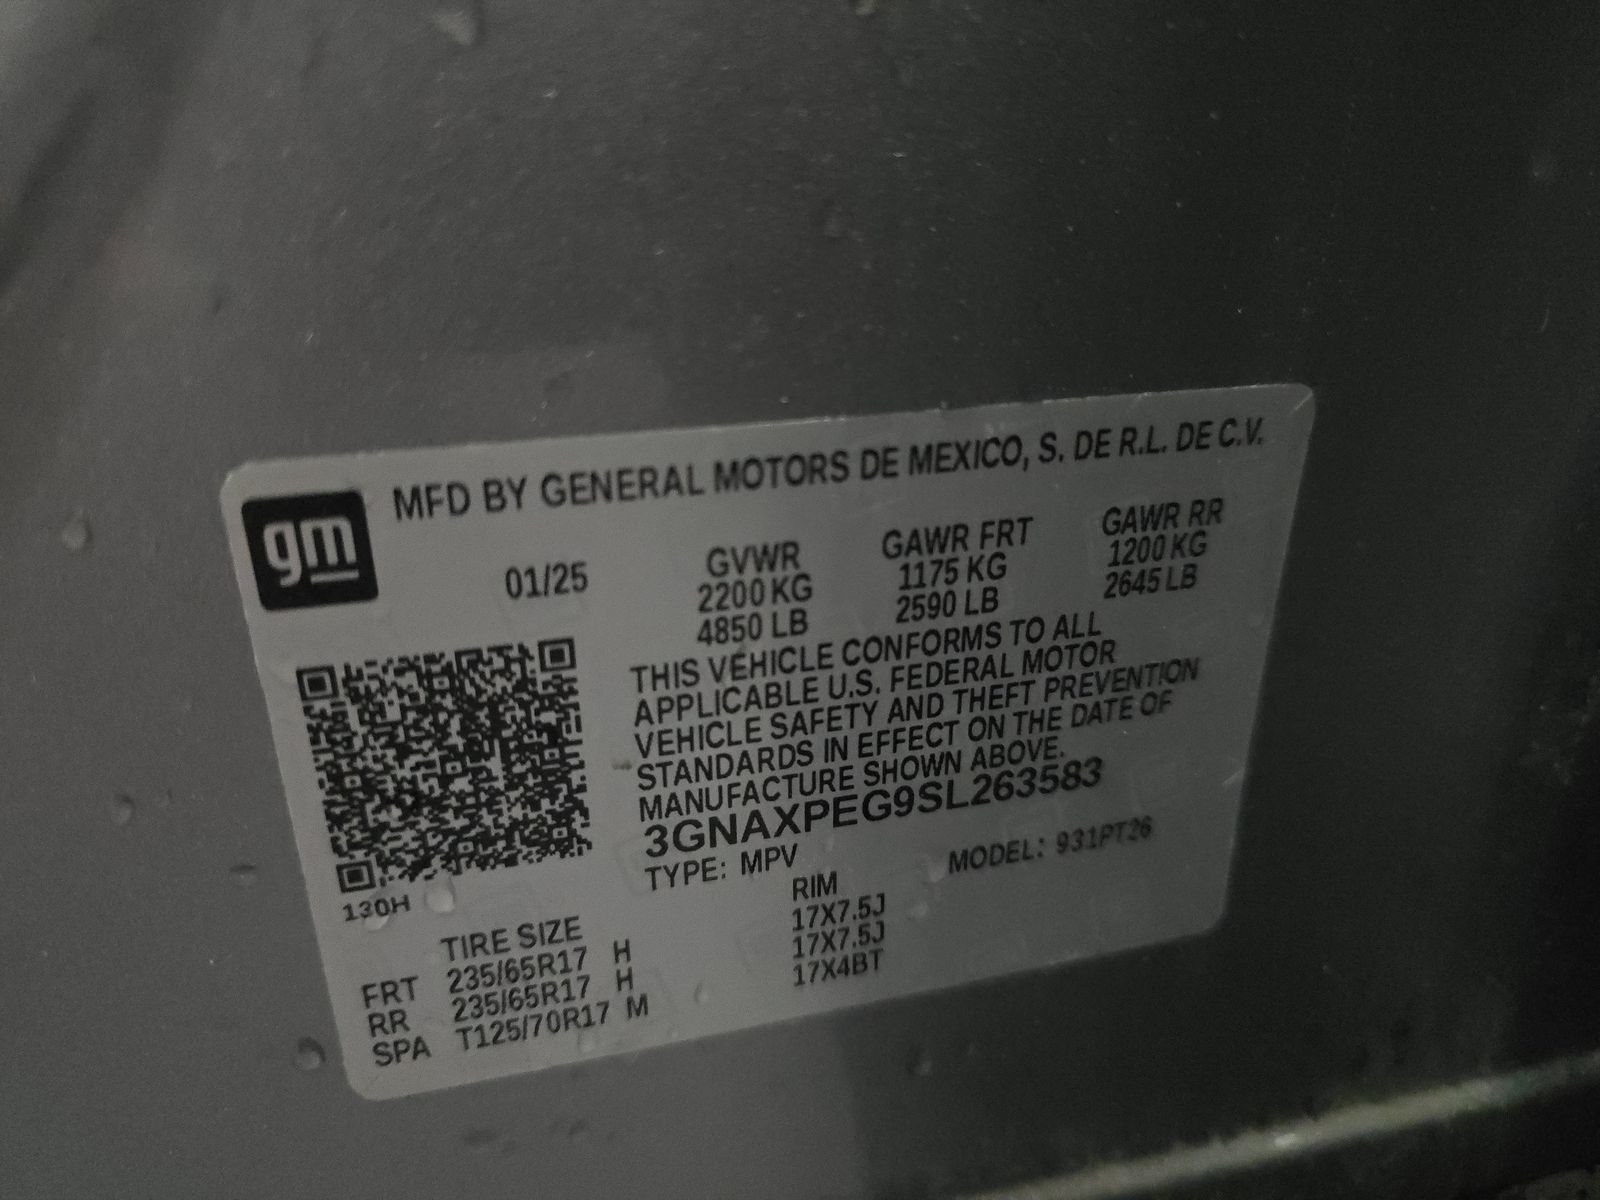 gm
MFD BY GENERAL MOTORS DE MEXICO, S. DE R.L. DE C.V.
01/25
GVWR
2200 KG
4850 LB
GAWR FRT
1175 KG
2590 LB
GAWR RR
1200 KG
2645 LB
THIS VEHICLE CONFORMS TO ALL
APPLICABLE U.S. FEDERAL MOTOR
VEHICLE SAFETY AND THEFT PREVENTION
STANDARDS IN EFFECT ON THE DATE OF
MANUFACTURE SHOWN ABOVE.
3GNAXPEG9SL263583
TYPE: MPV MODEL: 931PT26
130H
TIRE SIZE RIM
FRT 235/65R17 H 17X7.5J
RR 235/65R17 H 17X7.5J
SPA T125/70R17 M 17X4BT